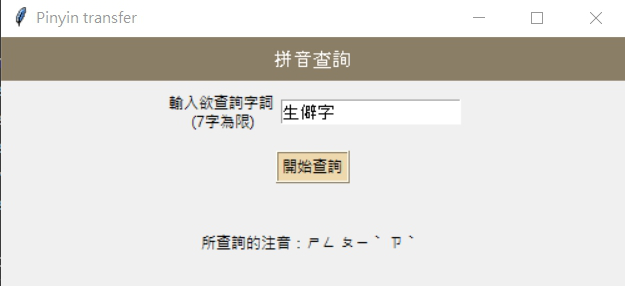 Pinyin transfer
拼音查詢
輸入欲查詢字詞
(7字為限)
生僻字
開始查詢
所查詢的注音：ㄕㄥ ㄆㄧˋ ㄗˋ